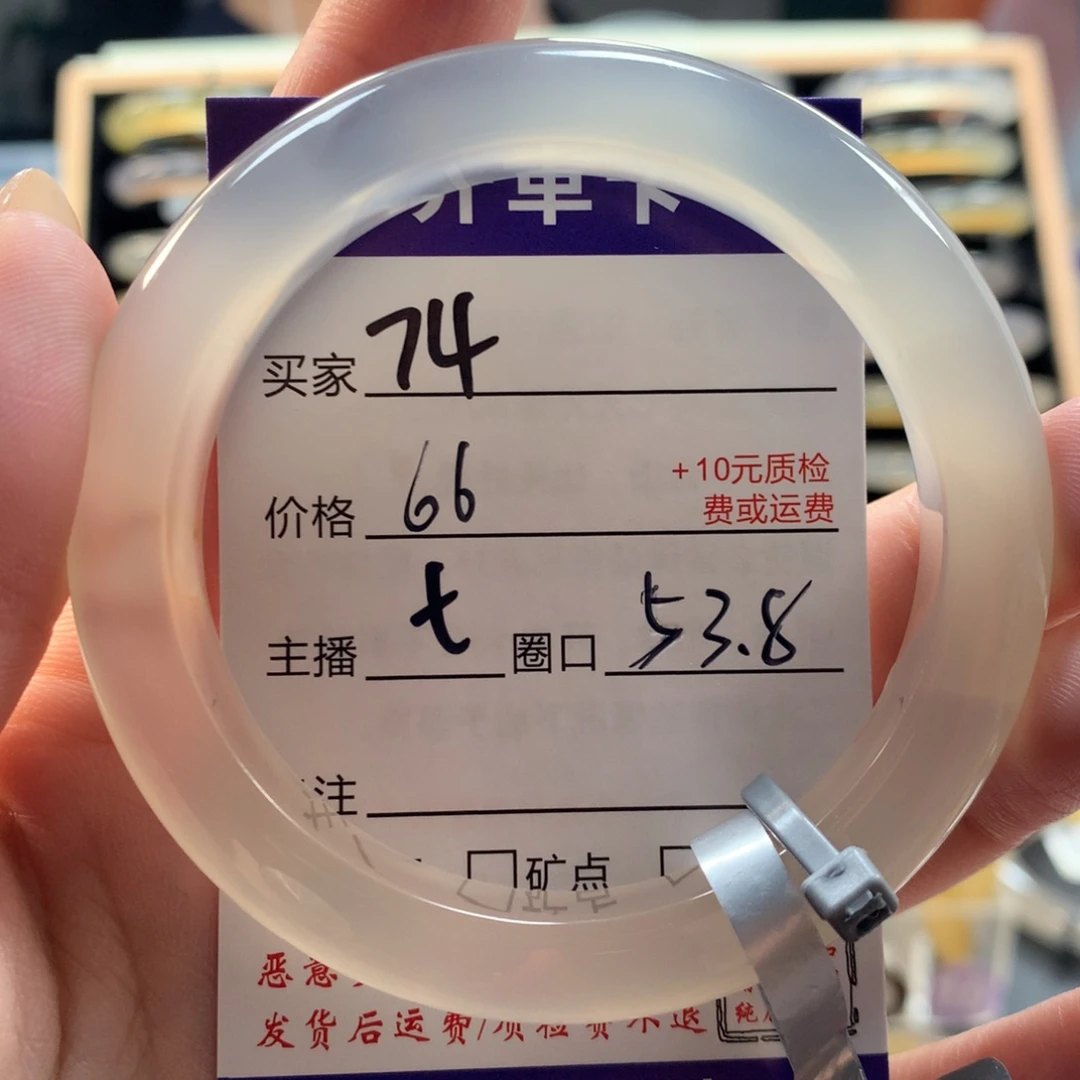 开单卡
买家 74
价格 66 +10元质检
费或运费
主播 t 圈口 53.8
注
矿点
恶意
发货后运费/质检费不退